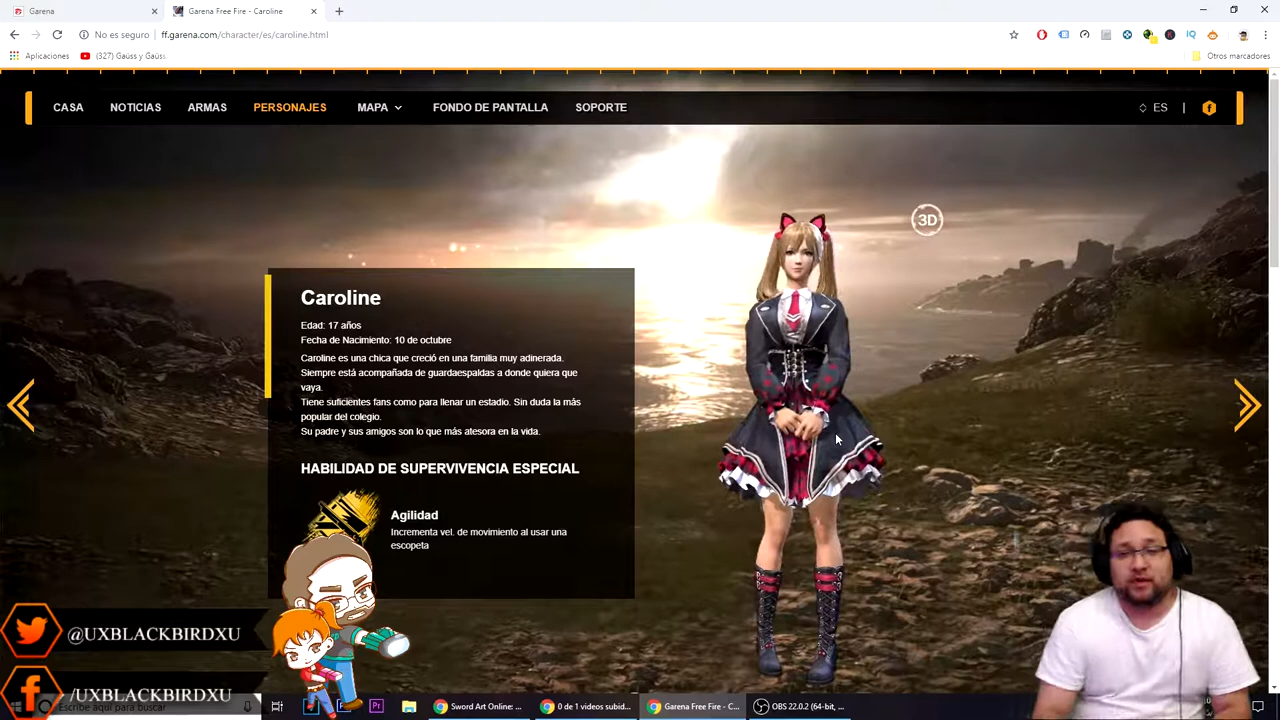 Garena
Garena Free Fire - Caroline
No es seguro | ff.garena.com/character/es/caroline.html
Aplicaciones
(327) Gaüss y Gaüss
Otros marcadores
CASA NOTICIAS ARMAS PERSONAJES MAPA FONDO DE PANTALLA SOPORTE ES |
3D
Caroline
Edad: 17 años
Fecha de Nacimiento: 10 de octubre
Caroline es una chica que creció en una familia muy adinerada.
Siempre está acompañada de guardaespaldas a donde quiera que
vaya.
Tiene suficientes fans como para llenar un estadio. Sin duda la más
popular del colegio.
Su padre y sus amigos son lo que más atesora en la vida.
HABILIDAD DE SUPERVIVENCIA ESPECIAL
Agilidad
Incrementa vel. de movimiento al usar una
escopeta
@UXBLACKBIRDXU
/UXBLACKBIRDXU
Escribe aquí para buscar
Pr
Sword Art Online: ...
0 de 1 videos subid...
Garena Free Fire - C...
OBS 22.0.2 (64-bit, ...